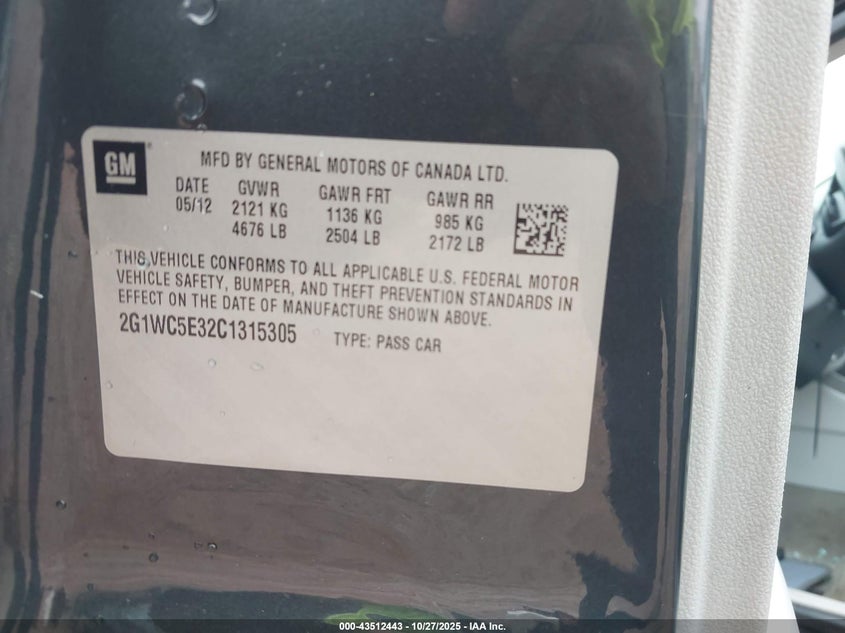 GM
MFD BY GENERAL MOTORS OF CANADA LTD.
DATE GVWR GAWR FRT GAWR RR
05/12 2121 KG 1136 KG 985 KG
4676 LB 2504 LB 2172 LB
THIS VEHICLE CONFORMS TO ALL APPLICABLE U.S. FEDERAL MOTOR
VEHICLE SAFETY, BUMPER, AND THEFT PREVENTION STANDARDS IN
EFFECT ON THE DATE OF MANUFACTURE SHOWN ABOVE.
2G1WC5E32C1315305 TYPE: PASS CAR
000-43512443 - 10/27/2025 - IAA Inc.